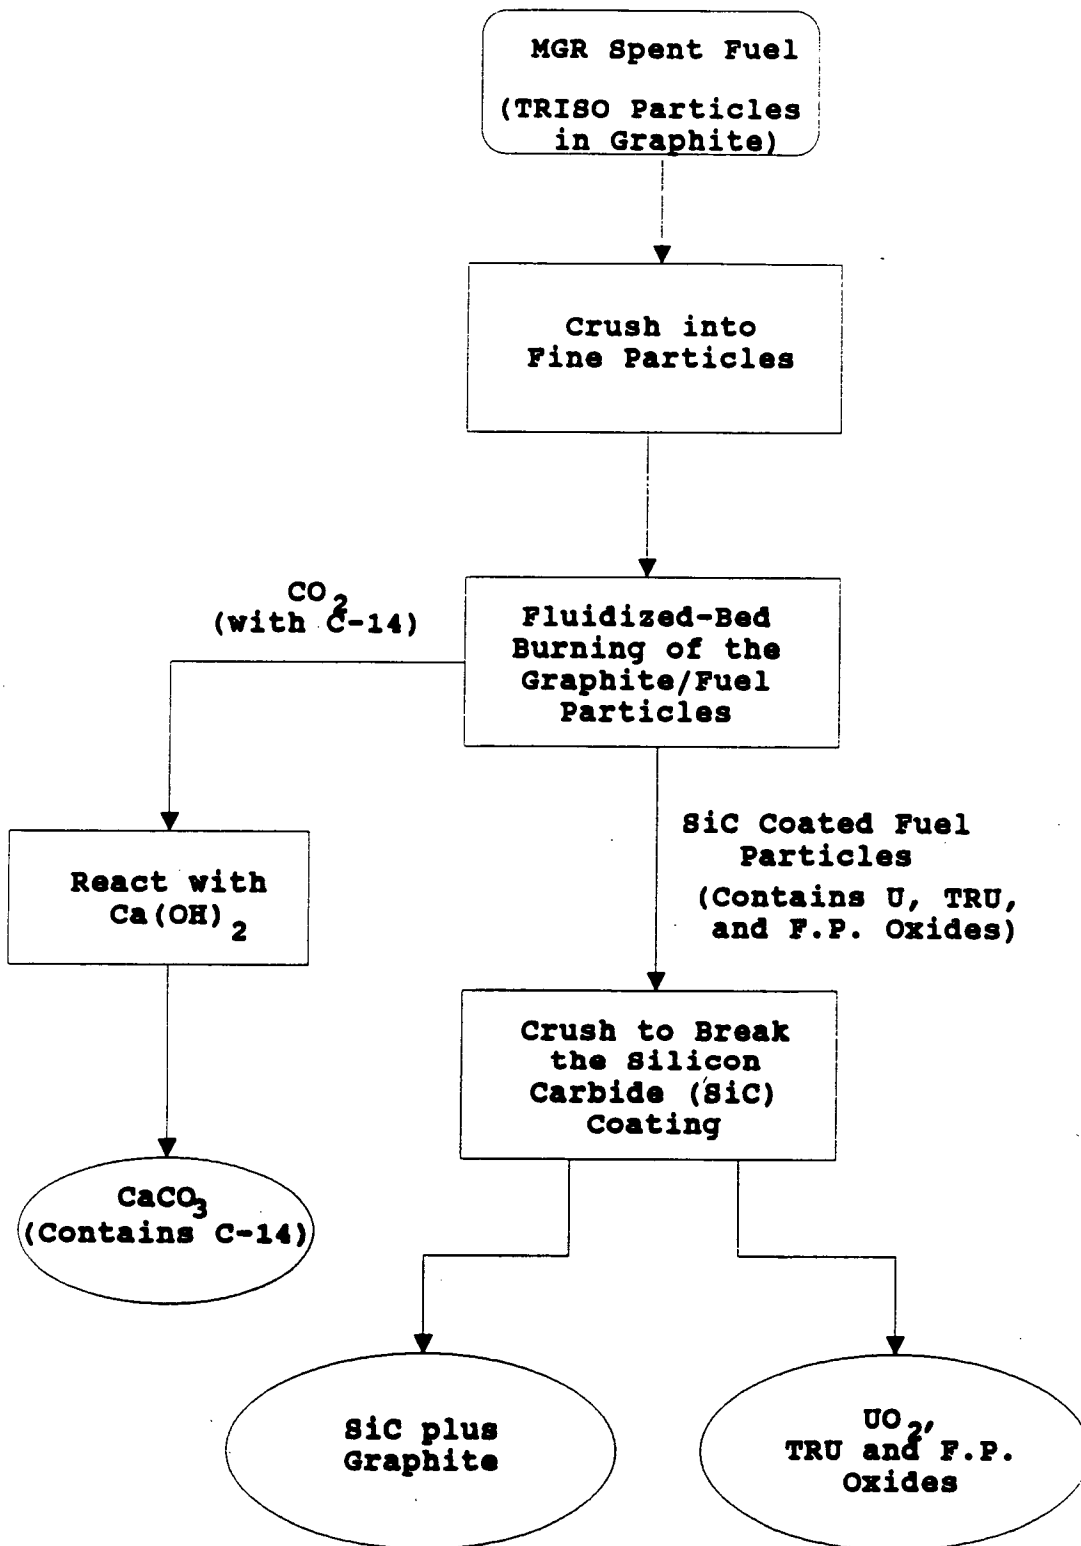 MGR Spent Fuel
(TRISO Particles
in Graphite)
Crush into
Fine Particles
CO2
(with C-14)
Fluidized-Bed
Burning of the
Graphite/Fuel
Particles
SiC Coated Fuel
Particles
(Contains U, TRU,
and F.P. Oxides)
React with
Ca(OH)2
Crush to Break
the Silicon
Carbide (SiC)
Coating
CaCO3
(Contains C-14)
SiC plus
Graphite
UO2,
TRU and F.P.
Oxides